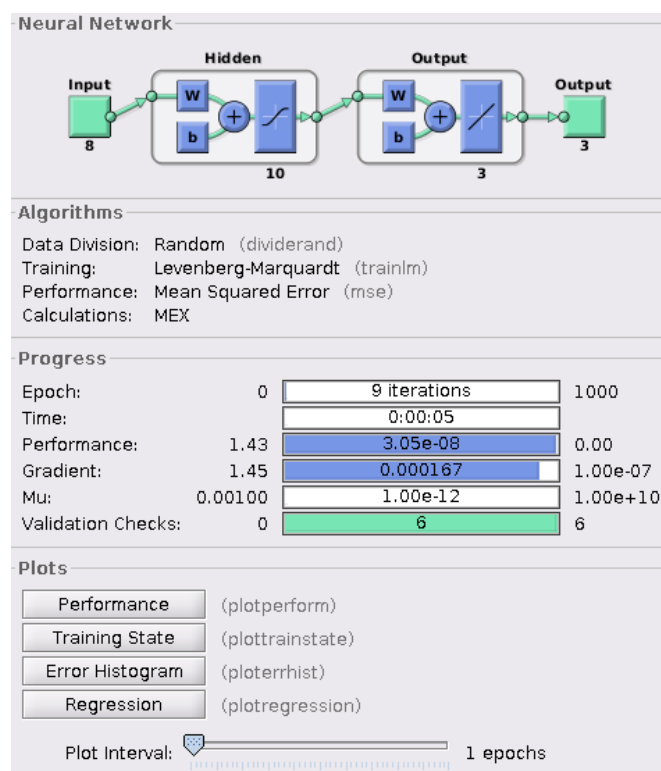 Neural Network
Hidden Output
Input Output
W W
b b
8 10 3 3
Algorithms
Data Division: Random (dividerand)
Training: Levenberg-Marquardt (trainlm)
Performance: Mean Squared Error (mse)
Calculations: MEX
Progress
Epoch: 0 9 iterations 1000
Time: 0:00:05
Performance: 1.43 3.05e-08 0.00
Gradient: 1.45 0.000167 1.00e-07
Mu: 0.00100 1.00e-12 1.00e+10
Validation Checks: 0 6 6
Plots
Performance (plotperform)
Training State (plottrainstate)
Error Histogram (ploterrhist)
Regression (plotregression)
Plot Interval: 1 epochs